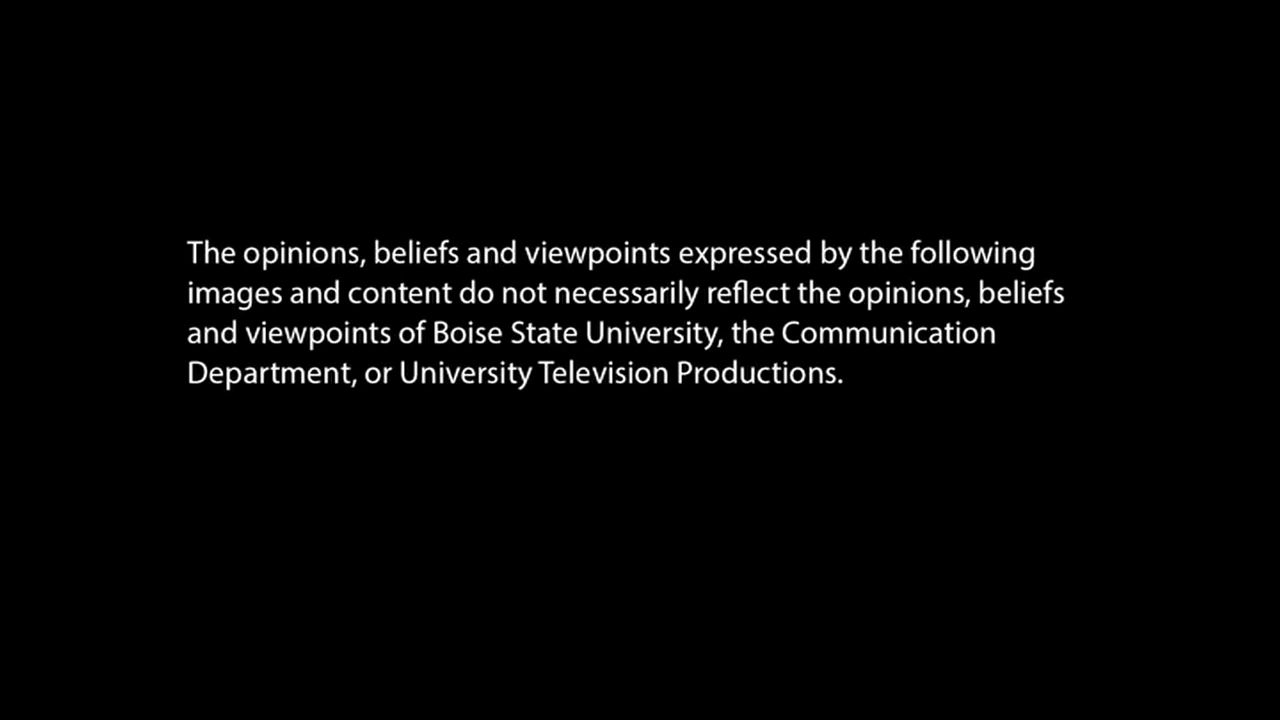 The opinions, beliefs and viewpoints expressed by the following
images and content do not necessarily reflect the opinions, beliefs
and viewpoints of Boise State University, the Communication
Department, or University Television Productions.